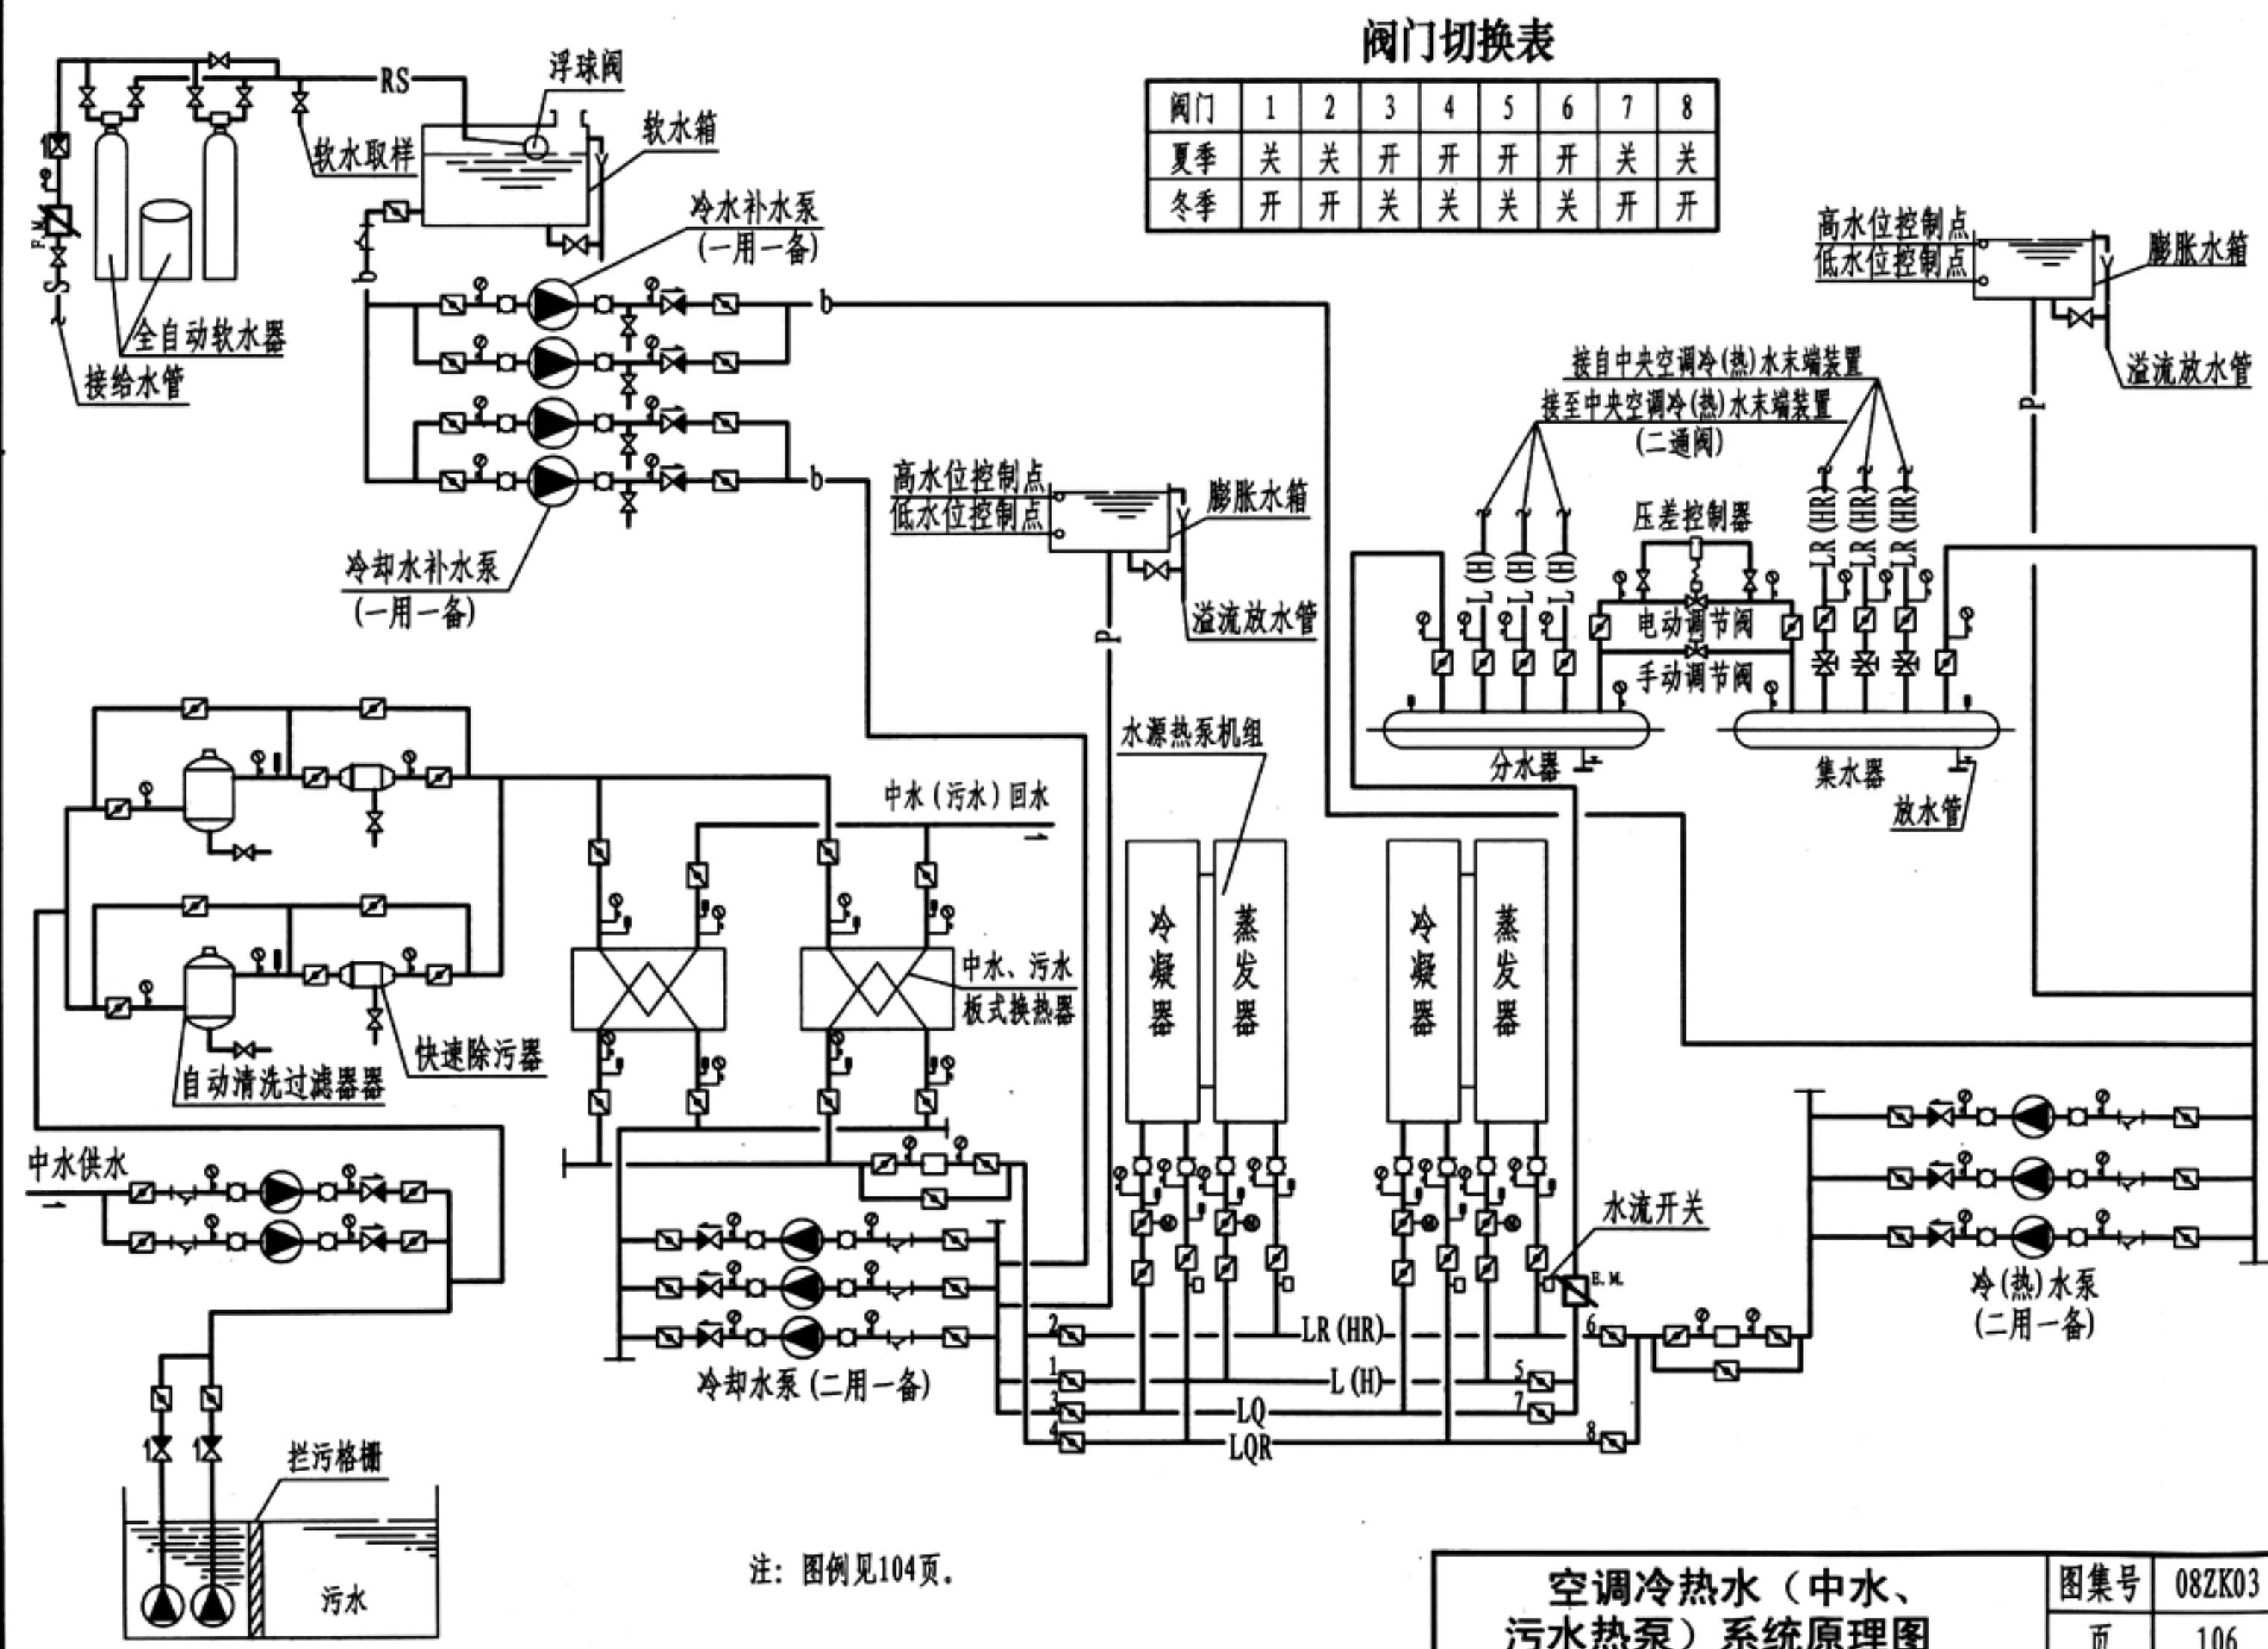 阀门切换表
阀门 1 2 3 4 5 6 7 8
夏季 关 关 开 开 开 开 关 关
冬季 开 开 关 关 关 关 开 开
RS
浮球阀
软水箱
软水取样
F.M.
S
b
全自动软水器
接给水管
冷水补水泵
(一用一备)
b
b
冷却水补水泵
(一用一备)
高水位控制点
低水位控制点
膨胀水箱
溢流放水管
P
高水位控制点
低水位控制点
膨胀水箱
溢流放水管
P
接自中央空调冷(热)水末端装置
接至中央空调冷(热)水末端装置
(二通阀)
L(H)
L(H)
L(H)
LR(HR)
LR(HR)
LR(HR)
压差控制器
电动调节阀
手动调节阀
分水器
集水器
放水管
水源热泵机组
中水(污水)回水
冷凝器
蒸发器
冷凝器
蒸发器
中水、污水
板式换热器
快速除污器
自动清洗过滤器器
中水供水
M
M
M
M
水流开关
E.M.
冷(热)水泵
(二用一备)
冷却水泵(二用一备)
2
LR(HR)
6
1
L(H)
5
3
LQ
7
4
LQR
8
拦污格栅
污水
注：图例见104页。
空调冷热水（中水、
污水热泵）系统原理图
图集号
08ZK03
页
106